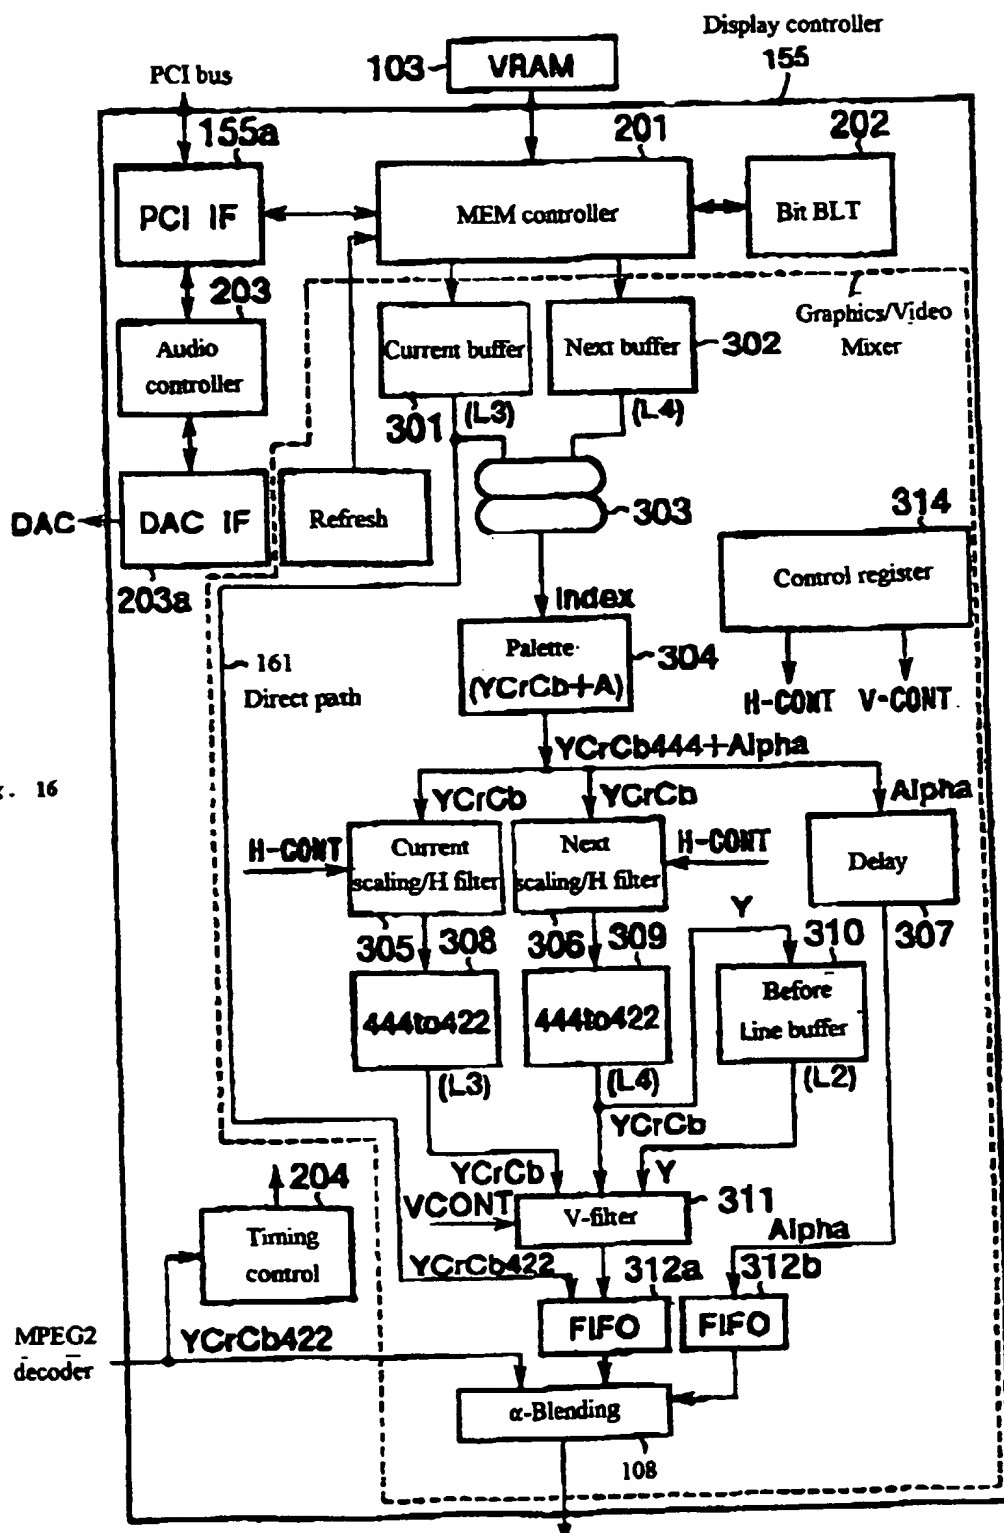 Display controller
155
PCI bus
103
VRAM
155a
201
202
PCI IF
MEM controller
Bit BLT
203
Graphics/Video
Mixer
Audio
controller
Current buffer
Next buffer
302
301
(L3)
(L4)
DAC
DAC IF
Refresh
303
314
Control register
203a
Index
161
Direct path
Palette
(YCrCb+A)
304
H-CONT
V-CONT
YCrCb444+Alpha
. 16
YCrCb
YCrCb
Alpha
H-CONT
Current
scaling/H filter
Next
scaling/H filter
H-CONT
Delay
305
308
306
309
Y
310
307
444to422
444to422
Before
Line buffer
(L3)
(L4)
(L2)
YCrCb
YCrCb
Y
VCONT
V-filter
311
204
Timing
control
Alpha
YCrCb422
312a
312b
FIFO
FIFO
MPEG2
decoder
YCrCb422
α-Blending
108